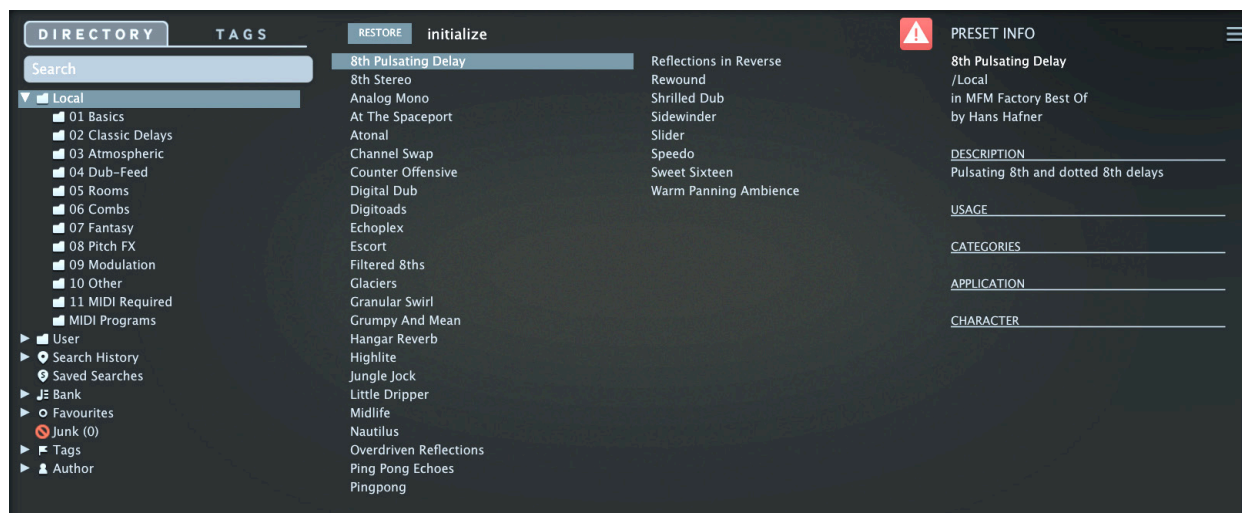 DIRECTORY
TAGS
Search
Local
01 Basics
02 Classic Delays
03 Atmospheric
04 Dub-Feed
05 Rooms
06 Combs
07 Fantasy
08 Pitch FX
09 Modulation
10 Other
11 MIDI Required
MIDI Programs
User
Search History
Saved Searches
Bank
Favourites
Junk (0)
Tags
Author
RESTORE
initialize
8th Pulsating Delay
8th Stereo
Analog Mono
At The Spaceport
Atonal
Channel Swap
Counter Offensive
Digital Dub
Digitoads
Echoplex
Escort
Filtered 8ths
Glaciers
Granular Swirl
Grumpy And Mean
Hangar Reverb
Highlite
Jungle Jock
Little Dripper
Midlife
Nautilus
Overdriven Reflections
Ping Pong Echoes
Pingpong
Reflections in Reverse
Rewound
Shrilled Dub
Sidewinder
Slider
Speedo
Sweet Sixteen
Warm Panning Ambience
PRESET INFO
8th Pulsating Delay
/Local
in MFM Factory Best Of
by Hans Hafner
DESCRIPTION
Pulsating 8th and dotted 8th delays
USAGE
CATEGORIES
APPLICATION
CHARACTER